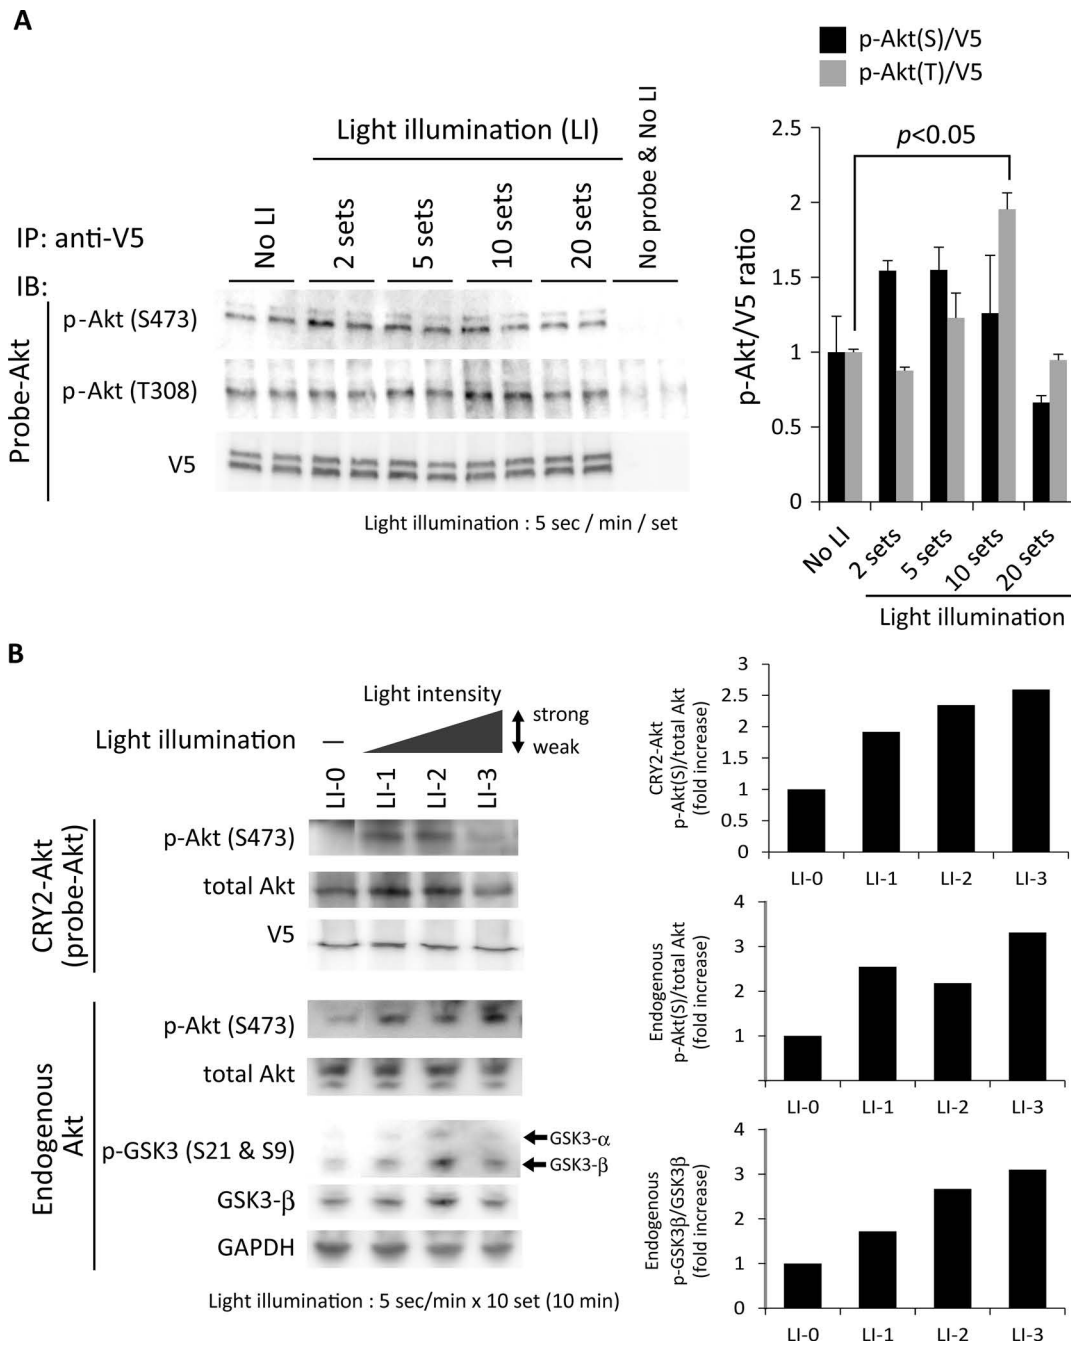 A
p-Akt(S)/V5
p-Akt(T)/V5
Light illumination (LI)
IP: anti-V5
IB:
No LI
2 sets
5 sets
10 sets
20 sets
No probe & No LI
Probe-Akt
p-Akt (S473)
p-Akt (T308)
V5
Light illumination : 5 sec / min / set
p<0.05
p-Akt/V5 ratio
2.5
2
1.5
1
0.5
0
No LI
2 sets
5 sets
10 sets
20 sets
Light illumination
B
Light intensity
strong
weak
Light illumination
—
LI-0
LI-1
LI-2
LI-3
CRY2-Akt
(probe-Akt)
p-Akt (S473)
total Akt
V5
Endogenous
Akt
p-Akt (S473)
total Akt
p-GSK3 (S21 & S9)
GSK3-α
GSK3-β
GSK3-β
GAPDH
Light illumination : 5 sec/min x 10 set (10 min)
CRY2-Akt
p-Akt(S)/total Akt
(fold increase)
3
2.5
2
1.5
1
0.5
0
LI-0
LI-1
LI-2
LI-3
Endogenous
p-Akt(S)/total Akt
(fold increase)
4
3
2
1
LI-0
LI-1
LI-2
LI-3
Endogenous
p-GSK3β/GSK3β
(fold increase)
4
3
2
1
0
LI-0
LI-1
LI-2
LI-3